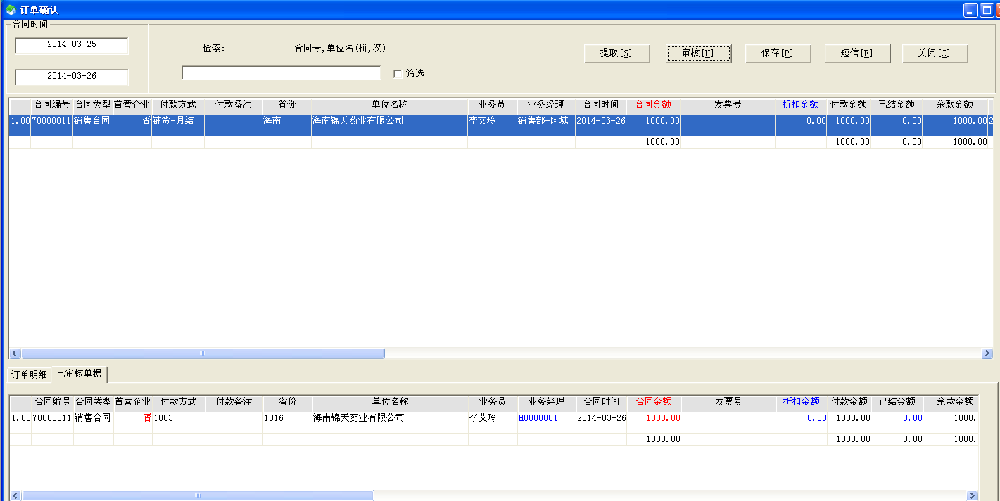 订单确认
合同时间
2014-03-25
2014-03-26
检索: 合同号,单位名(拼,汉)
筛选
提取[S] 审核[H] 保存[P] 短信[F] 关闭[C]
合同编号 合同类型 首营企业 付款方式 付款备注 省份 单位名称 业务员 业务经理 合同时间 合同金额 发票号 折扣金额 付款金额 已结金额 余款金额
1.00 70000011 销售合同 否 铺货-月结 海南 海南锦天药业有限公司 李艾玲 销售部-区域 2014-03-26 1000.00 0.00 1000.00 0.00 1000.00 2
1000.00 1000.00 0.00 1000.00
订单明细 已审核单据
合同编号 合同类型 首营企业 付款方式 付款备注 省份 单位名称 业务员 业务经理 合同时间 合同金额 发票号 折扣金额 付款金额 已结金额 余款金额
1.00 70000011 销售合同 否 1003 1016 海南锦天药业有限公司 李艾玲 H0000001 2014-03-26 1000.00 0.00 1000.00 0.00 1000.
1000.00 1000.00 0.00 1000.